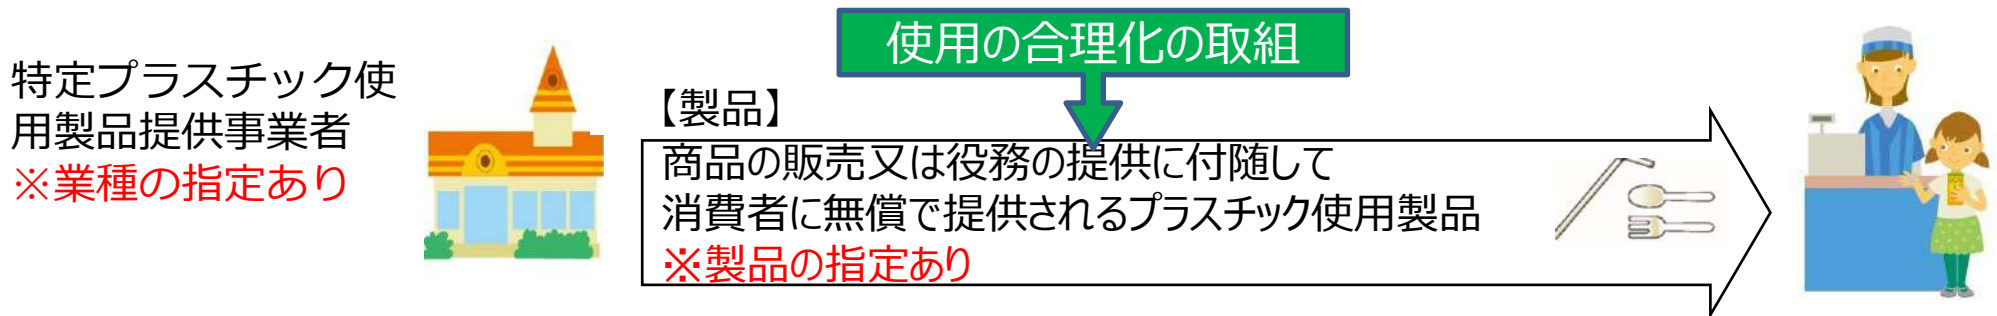 使用の合理化の取組
特定プラスチック使
用製品提供事業者
※業種の指定あり
【製品】
商品の販売又は役務の提供に付随して
消費者に無償で提供されるプラスチック使用製品
※製品の指定あり